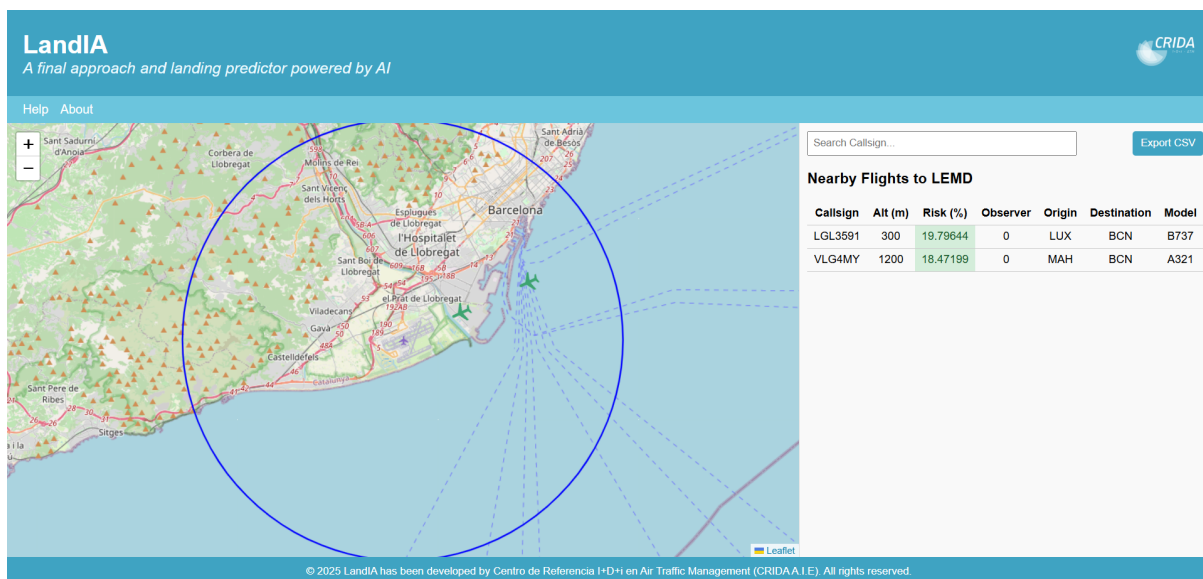 LandIA
A final approach and landing predictor powered by AI
CRIDA
Help About
+
−
Sant Sadurní
d'Anoia
Corbera de
Llobregat
Molins de Rei
Sant Vicenç
dels Horts
Sant Adrià
de Besòs
Barcelona
Esplugues
de Llobregat
l'Hospitalet
de Llobregat
Sant Boi de
Llobregat
el Prat de Llobregat
Viladecans
Gavà
Castelldefels
Catalunya
Sant Pere de
Ribes
Sitges
Leaflet
Search Callsign...
Export CSV
Nearby Flights to LEMD
Callsign Alt (m) Risk (%) Observer Origin Destination Model
LGL3591 300 19.79644 0 LUX BCN B737
VLG4MY 1200 18.47199 0 MAH BCN A321
© 2025 LandIA has been developed by Centro de Referencia I+D+i en Air Traffic Management (CRIDA A.I.E). All rights reserved.